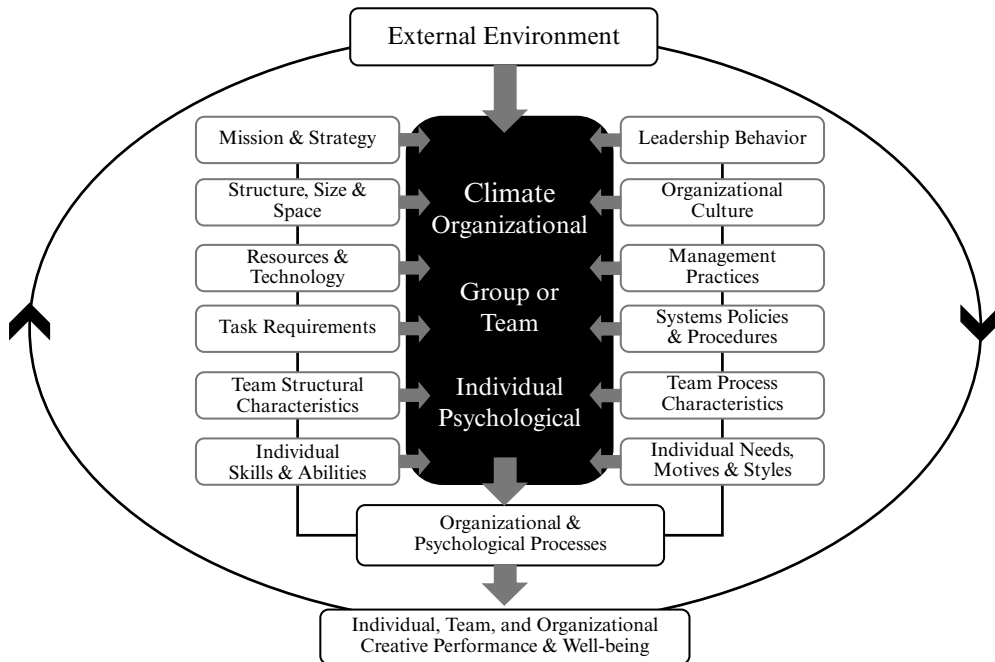 External Environment
Mission & Strategy
Structure, Size &
Space
Resources &
Technology
Task Requirements
Team Structural
Characteristics
Individual
Skills & Abilities
Climate
Organizational
Group or
Team
Individual
Psychological
Leadership Behavior
Organizational
Culture
Management
Practices
Systems Policies
& Procedures
Team Process
Characteristics
Individual Needs,
Motives & Styles
Organizational &
Psychological Processes
Individual, Team, and Organizational
Creative Performance & Well-being